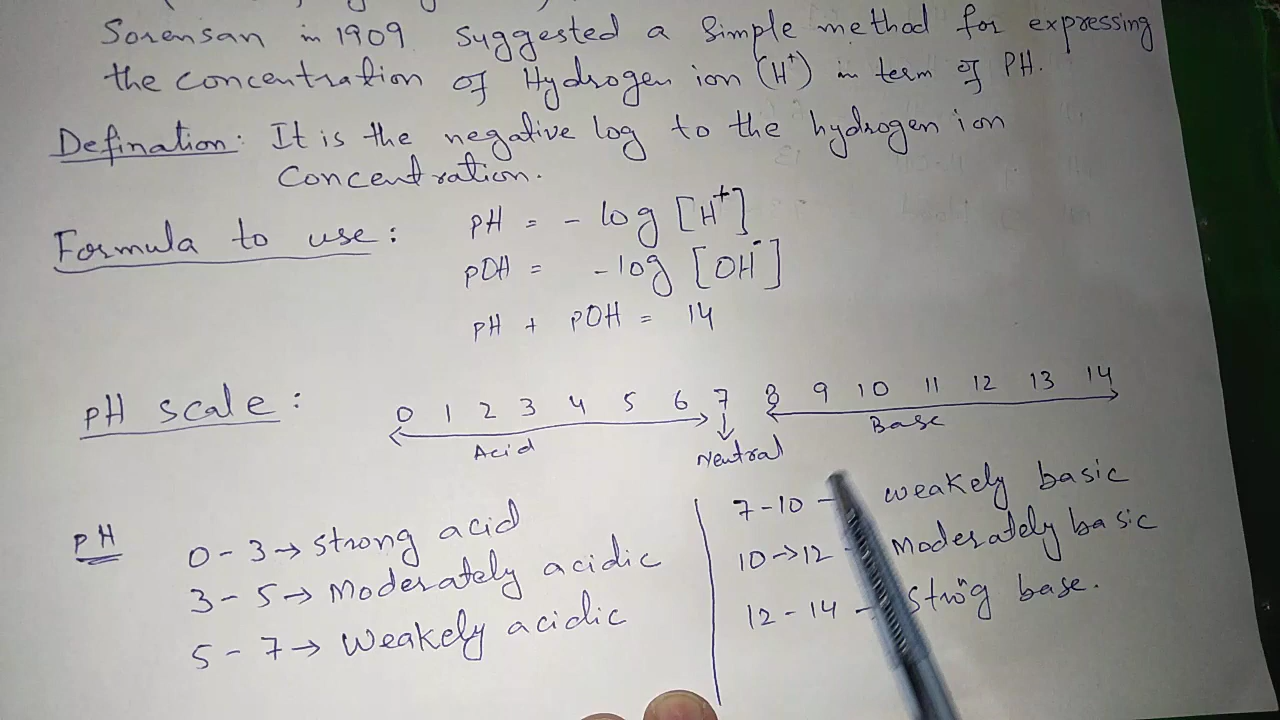 Sorensan in 1909 suggested a Simple method for expressing
the concentration of Hydrogen ion (H+) in term of PH.
Defination: It is the negative log to the hydrogen ion
Concentration.
Formula to use: pH = - log [H+]
pOH = -log [OH-]
pH + pOH = 14
pH scale: 0 1 2 3 4 5 6 7 8 9 10 11 12 13 14
Acid Neutral Base
pH 0-3→ strong acid
3-5→ Moderately acidic
5-7→ Weakely acidic
7-10- weakely basic
10→12- Moderately basic
12-14- strong base.